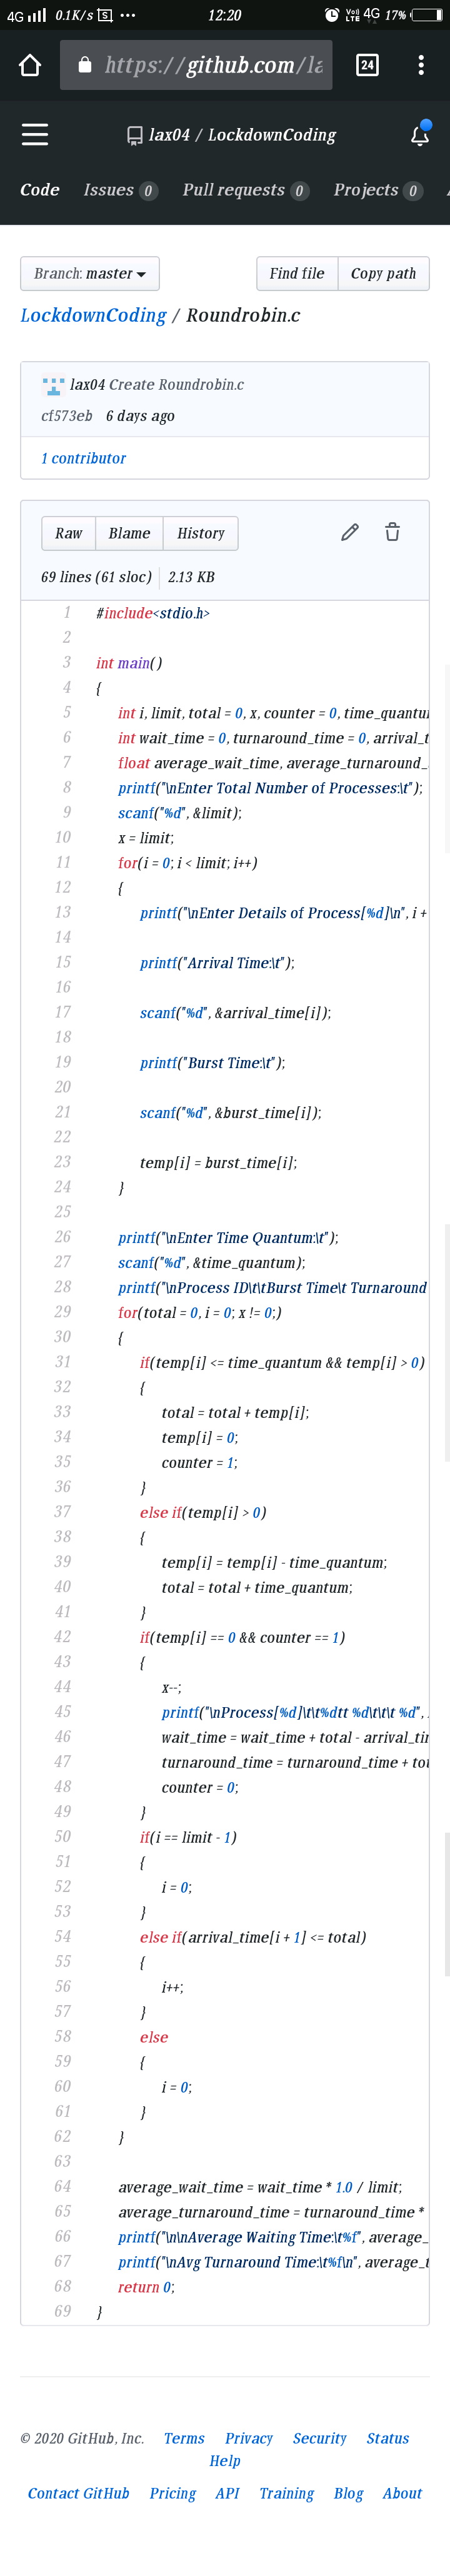 4G 0.1K/s S ... 12:20 Vo) LTE 4G 17%
https://github.com/la
24
lax04 / LockdownCoding
Code Issues 0 Pull requests 0 Projects 0
Branch: master Find file Copy path
LockdownCoding / Roundrobin.c
lax04 Create Roundrobin.c
cf573eb 6 days ago
1 contributor
Raw Blame History
69 lines (61 sloc) 2.13 KB
1 #include<stdio.h>
2
3 int main()
4 {
5 int i, limit, total = 0, x, counter = 0, time_quantu
6 int wait_time = 0, turnaround_time = 0, arrival_t
7 float average_wait_time, average_turnaround_
8 printf("\nEnter Total Number of Processes:\t");
9 scanf("%d", &limit);
10 x = limit;
11 for(i = 0; i < limit; i++)
12 {
13 printf("\nEnter Details of Process[%d]\n", i +
14
15 printf("Arrival Time:\t");
16
17 scanf("%d", &arrival_time[i]);
18
19 printf("Burst Time:\t");
20
21 scanf("%d", &burst_time[i]);
22
23 temp[i] = burst_time[i];
24 }
25
26 printf("\nEnter Time Quantum:\t");
27 scanf("%d", &time_quantum);
28 printf("\nProcess ID\t\tBurst Time\t Turnaround
29 for(total = 0, i = 0; x != 0;)
30 {
31 if(temp[i] <= time_quantum && temp[i] > 0)
32 {
33 total = total + temp[i];
34 temp[i] = 0;
35 counter = 1;
36 }
37 else if(temp[i] > 0)
38 {
39 temp[i] = temp[i] - time_quantum;
40 total = total + time_quantum;
41 }
42 if(temp[i] == 0 && counter == 1)
43 {
44 x--;
45 printf("\nProcess[%d]\t\t%dtt %d\t\t\t %d",
46 wait_time = wait_time + total - arrival_tir
47 turnaround_time = turnaround_time + tot
48 counter = 0;
49 }
50 if(i == limit - 1)
51 {
52 i = 0;
53 }
54 else if(arrival_time[i + 1] <= total)
55 {
56 i++;
57 }
58 else
59 {
60 i = 0;
61 }
62 }
63
64 average_wait_time = wait_time * 1.0 / limit;
65 average_turnaround_time = turnaround_time *
66 printf("\n\nAverage Waiting Time:\t%f", average_
67 printf("\nAvg Turnaround Time:\t%f\n", average_t
68 return 0;
69 }
© 2020 GitHub, Inc. Terms Privacy Security Status
Help
Contact GitHub Pricing API Training Blog About